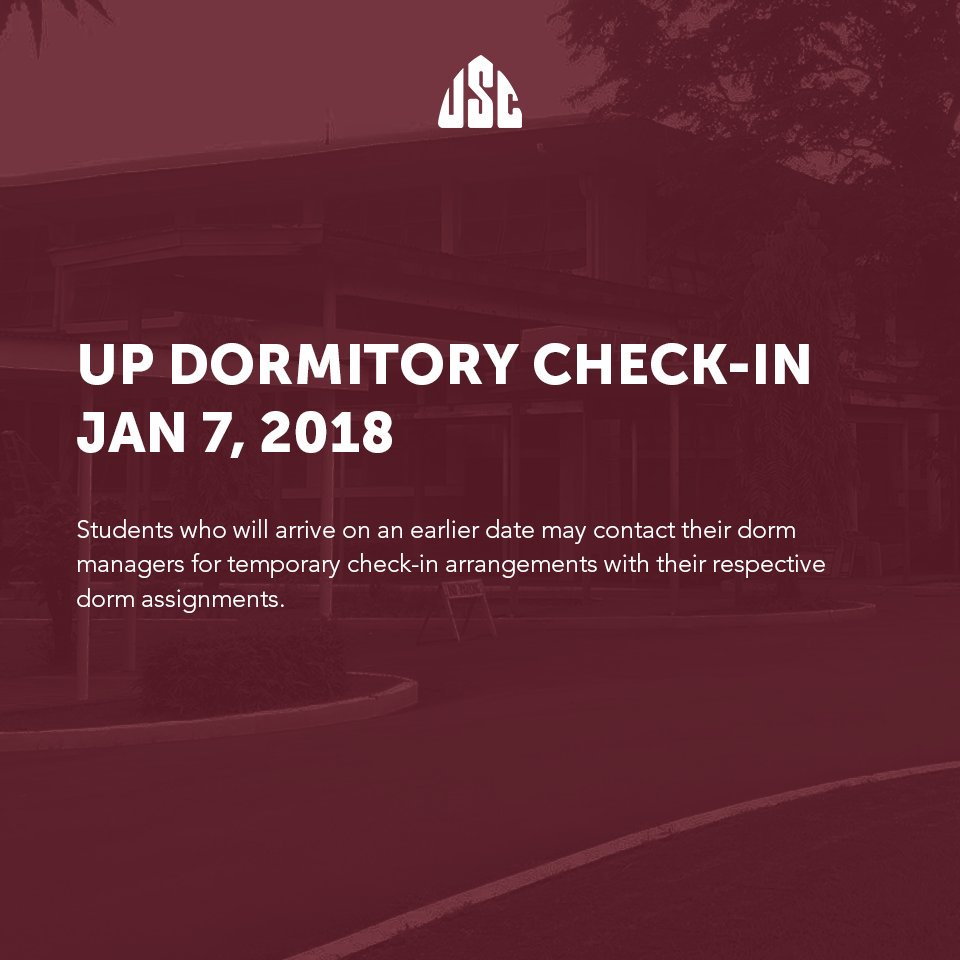 USC
UP DORMITORY CHECK-IN
JAN 7, 2018
Students who will arrive on an earlier date may contact their dorm
managers for temporary check-in arrangements with their respective
dorm assignments.